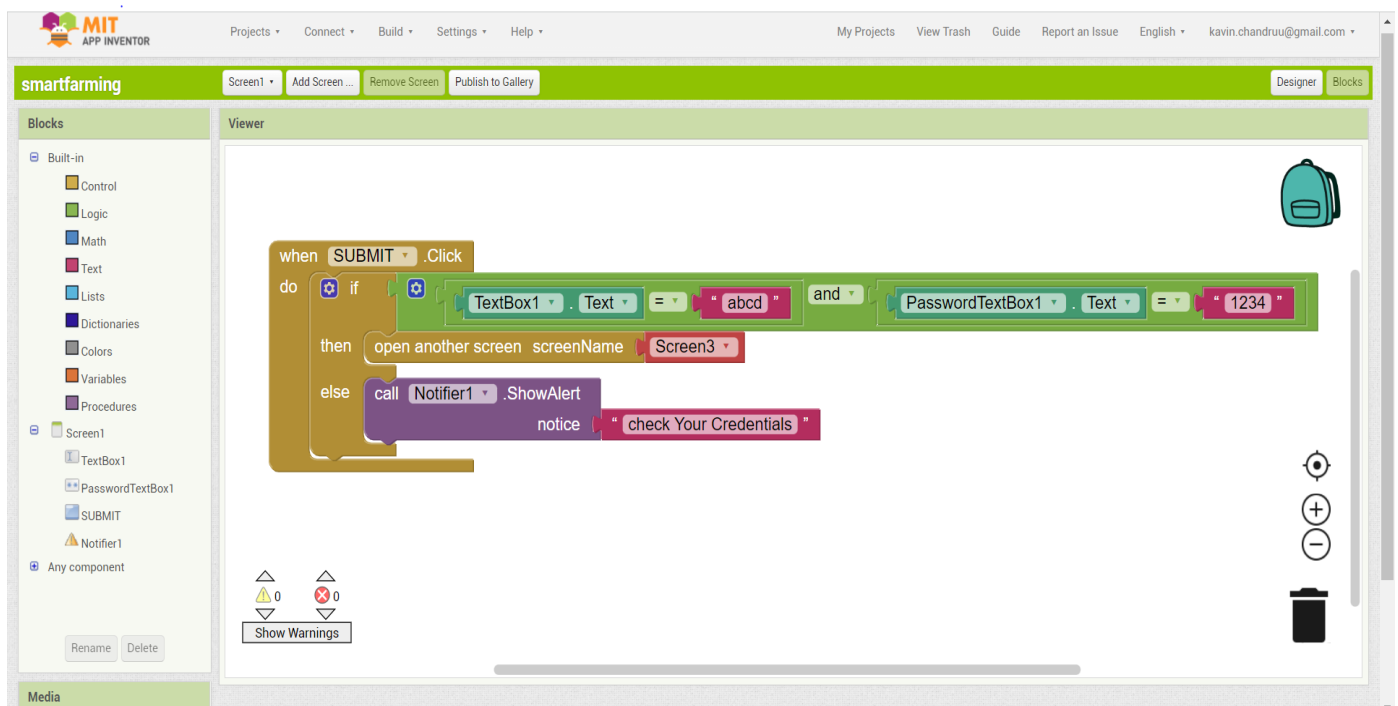 MIT
APP INVENTOR
Projects Connect Build Settings Help My Projects View Trash Guide Report an Issue English kavin.chandruu@gmail.com
smartfarming Screen1 Add Screen ... Remove Screen Publish to Gallery Designer Blocks
Blocks Viewer
Built-in
Control
Logic
Math
Text
Lists
Dictionaries
Colors
Variables
Procedures
Screen1
TextBox1
PasswordTextBox1
SUBMIT
Notifier1
Any component
Rename Delete
Media
when SUBMIT .Click
do if TextBox1 . Text = " abcd " and PasswordTextBox1 . Text = " 1234 "
then open another screen screenName Screen3
else call Notifier1 .ShowAlert
notice " check Your Credentials "
0 0
Show Warnings